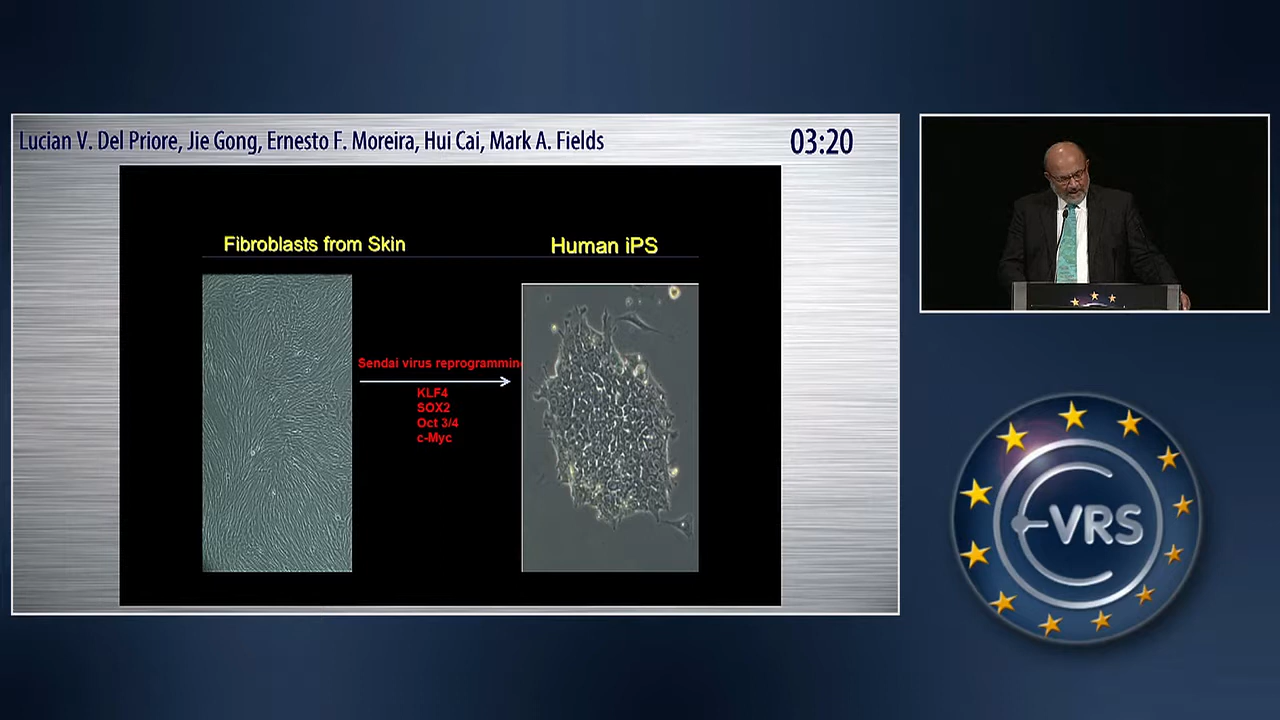 Lucian V. Del Priore, Jie Gong, Ernesto F. Moreira, Hui Cai, Mark A. Fields
03:20
Fibroblasts from Skin
Human iPS
Sendai virus reprogrammin
KLF4
SOX2
Oct 3/4
c-Myc
E-VRS